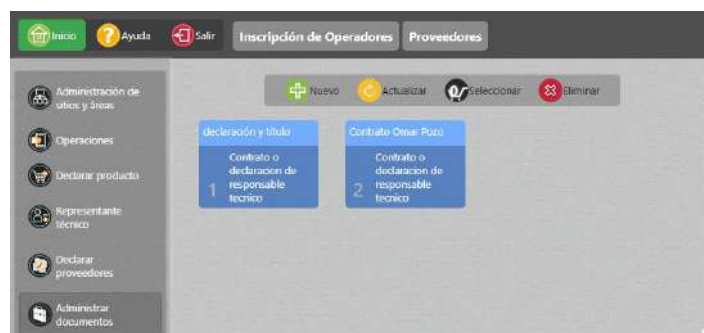 Inicio
Ayuda
Salir
Inscripción de Operadores
Proveedores
Administración de
sitios y áreas
Operaciones
Declarar producto
Representante
técnico
Declarar
proveedores
Administrar
documentos
Nuevo
Actualizar
Seleccionar
Eliminar
declaración y título
Contrato o
declaracion de
responsable
tecnico
1
Contrato Omar Pozo
Contrato o
declaracion de
responsable
tecnico
2